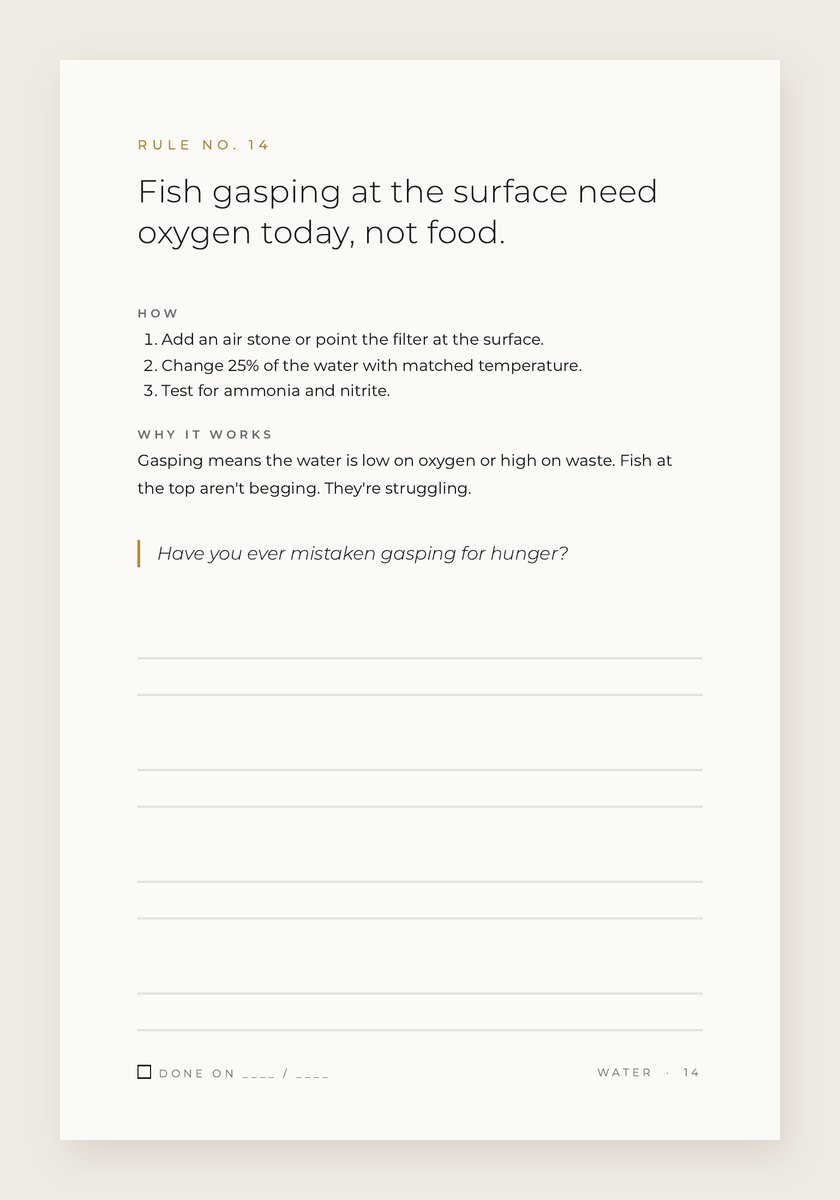 RULE NO. 14
Fish gasping at the surface need
oxygen today, not food.
HOW
1. Add an air stone or point the filter at the surface.
2. Change 25% of the water with matched temperature.
3. Test for ammonia and nitrite.
WHY IT WORKS
Gasping means the water is low on oxygen or high on waste. Fish at
the top aren't begging. They're struggling.
Have you ever mistaken gasping for hunger?
DONE ON ____ / ____
WATER · 14